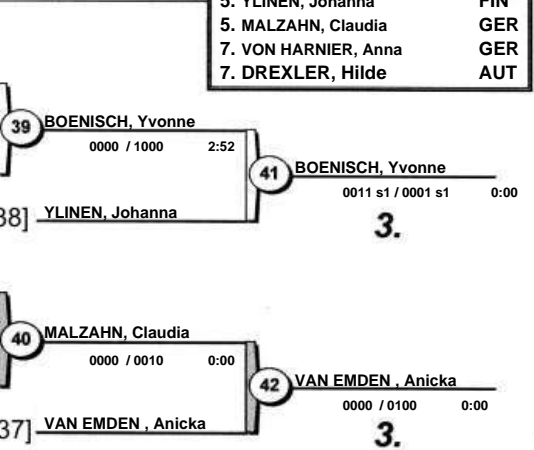 5. YLINEN, Johanna FIN
5. MALZAHN, Claudia GER
7. VON HARNIER, Anna GER
7. DREXLER, Hilde AUT
39 BOENISCH, Yvonne
0000 / 1000 2:52
41 BOENISCH, Yvonne
0011 s1 / 0001 s1 0:00
38] YLINEN, Johanna
3.
40 MALZAHN, Claudia
0000 / 0010 0:00
42 VAN EMDEN , Anicka
0000 / 0100 0:00
37] VAN EMDEN , Anicka
3.